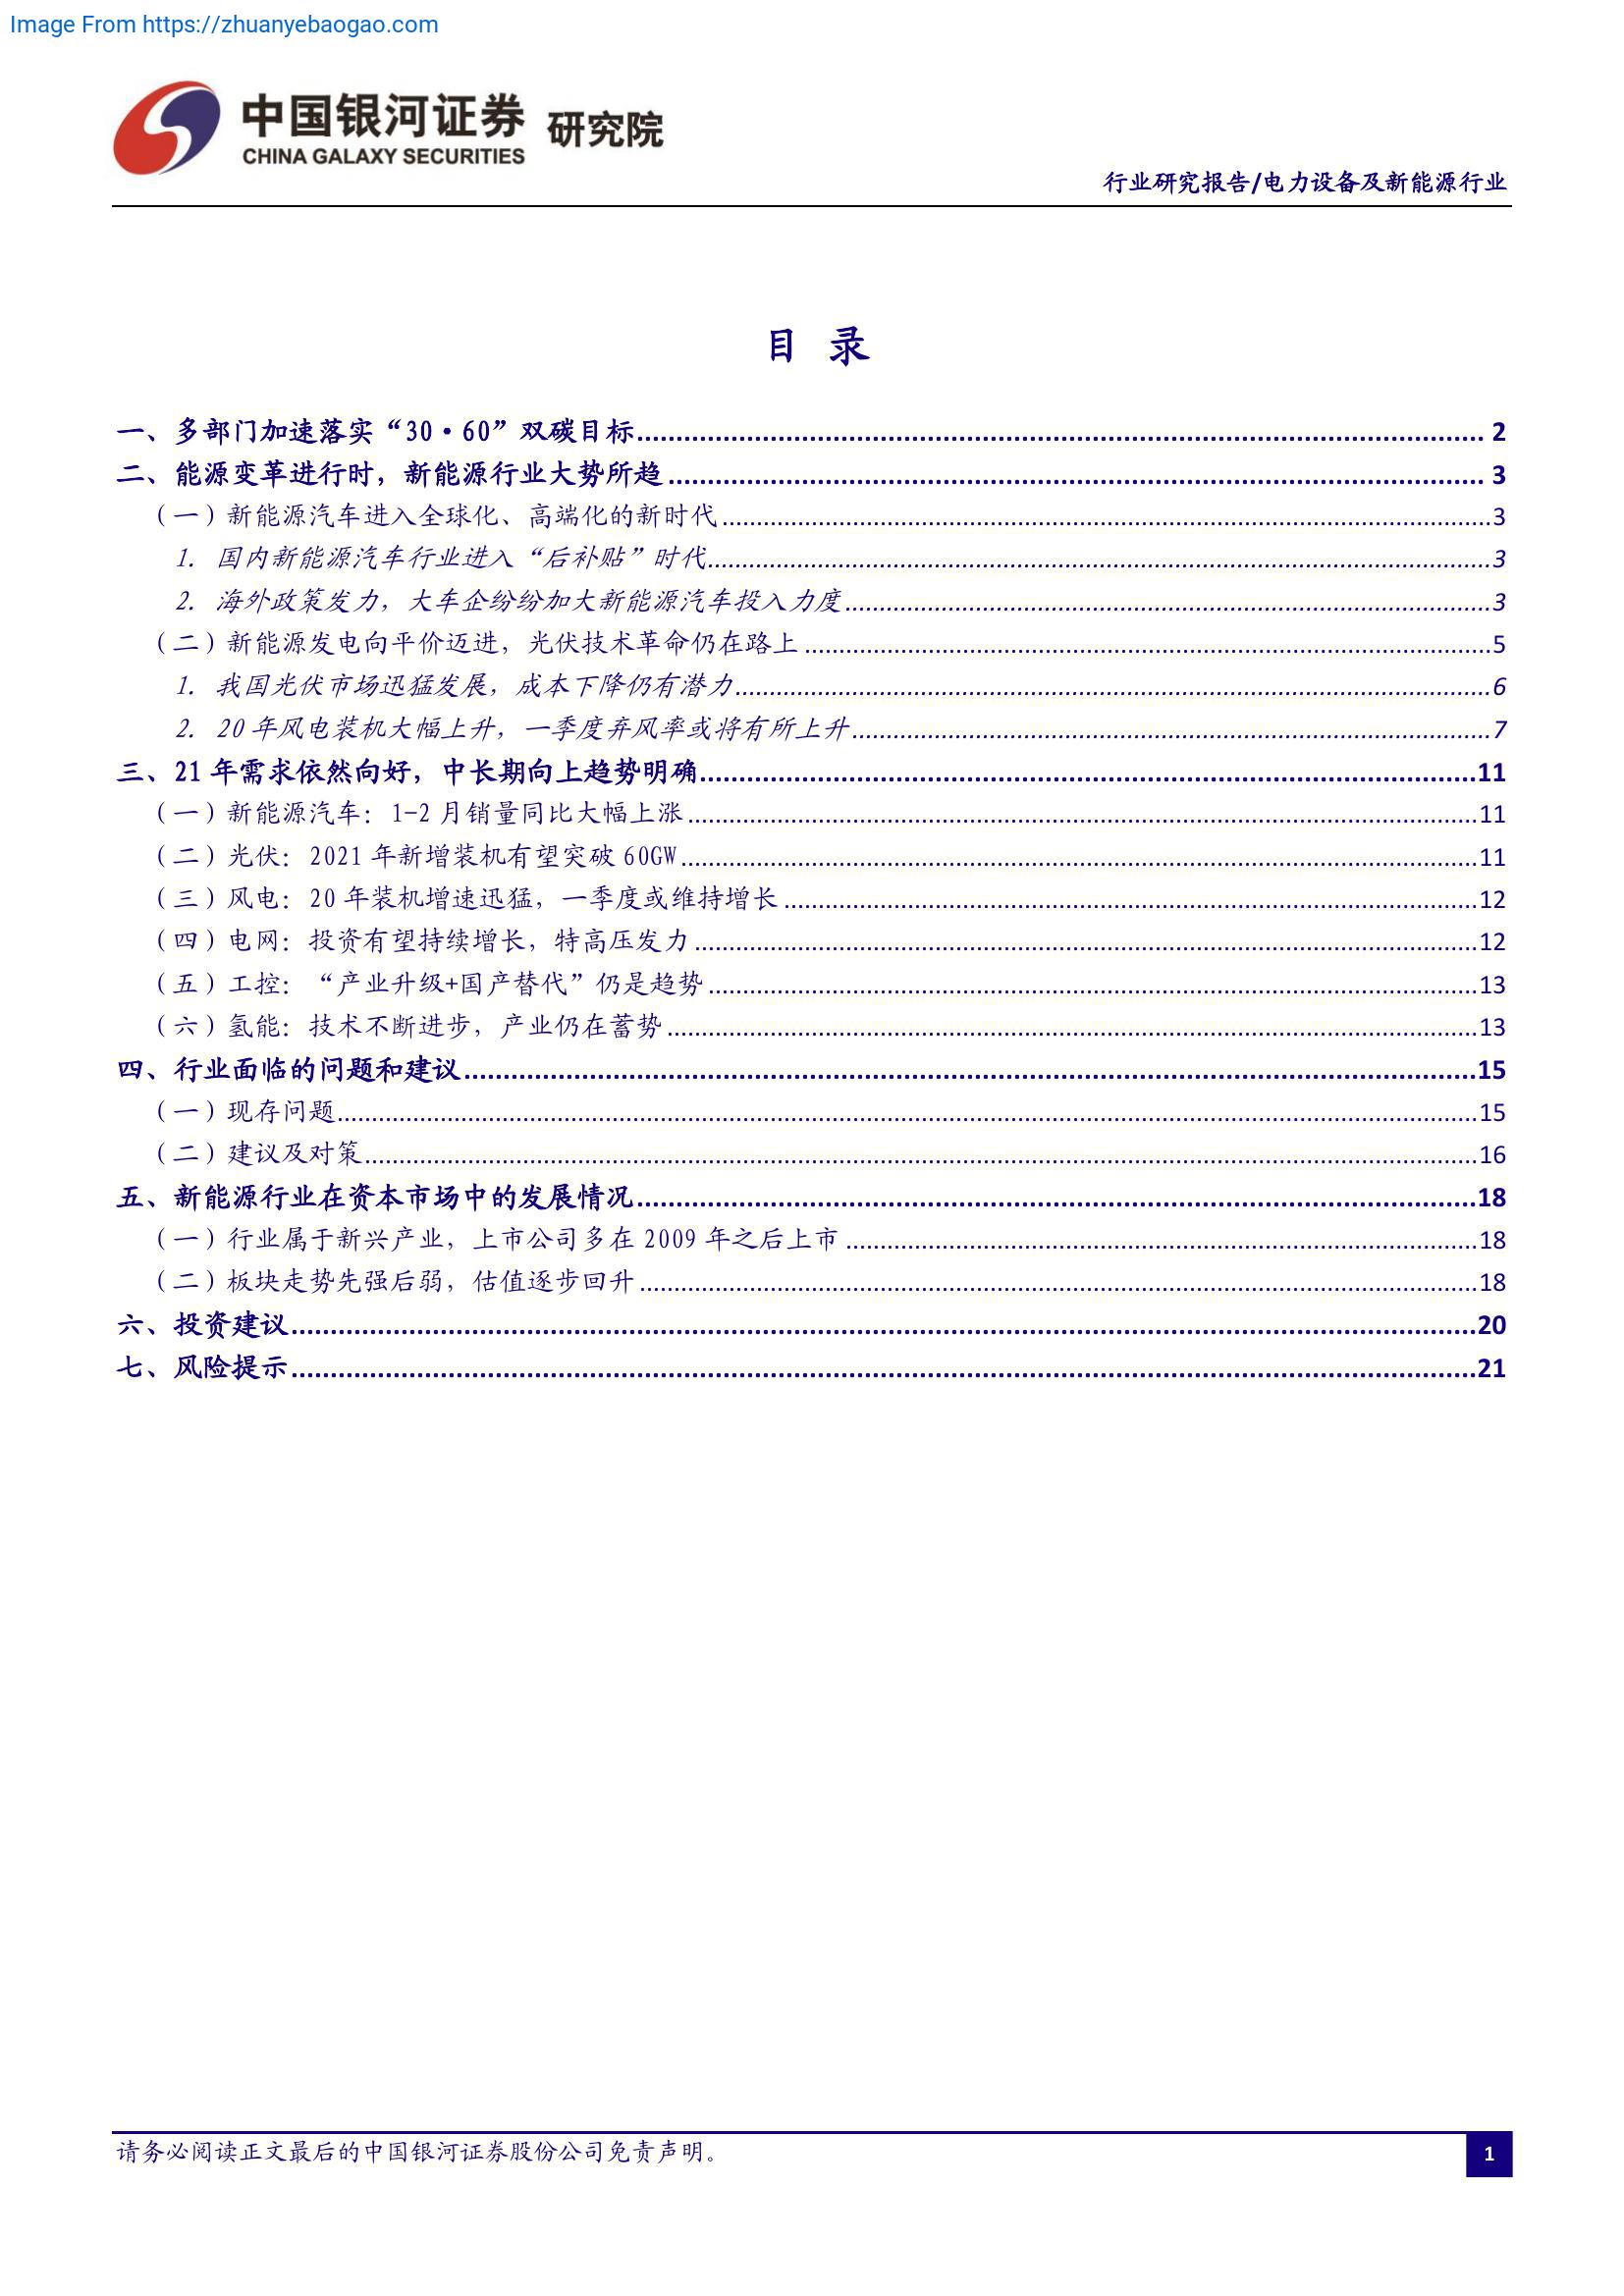 Image From https://zhuanyebaogao.com
中国银河证券 研究院
CHINA GALAXY SECURITIES
行业研究报告/电力设备及新能源行业
目 录
一、多部门加速落实“30·60”双碳目标 2
二、能源变革进行时，新能源行业大势所趋 3
（一）新能源汽车进入全球化、高端化的新时代 3
1. 国内新能源汽车行业进入“后补贴”时代 3
2. 海外政策发力，大车企纷纷加大新能源汽车投入力度 3
（二）新能源发电向平价迈进，光伏技术革命仍在路上 5
1. 我国光伏市场迅猛发展，成本下降仍有潜力 6
2. 20 年风电装机大幅上升，一季度弃风率或将有所上升 7
三、21 年需求依然向好，中长期向上趋势明确 11
（一）新能源汽车：1-2 月销量同比大幅上涨 11
（二）光伏：2021 年新增装机有望突破 60GW 11
（三）风电：20 年装机增速迅猛，一季度或维持增长 12
（四）电网：投资有望持续增长，特高压发力 12
（五）工控：“产业升级+国产替代”仍是趋势 13
（六）氢能：技术不断进步，产业仍在蓄势 13
四、行业面临的问题和建议 15
（一）现存问题 15
（二）建议及对策 16
五、新能源行业在资本市场中的发展情况 18
（一）行业属于新兴产业，上市公司多在 2009 年之后上市 18
（二）板块走势先强后弱，估值逐步回升 18
六、投资建议 20
七、风险提示 21
请务必阅读正文最后的中国银河证券股份公司免责声明。
1